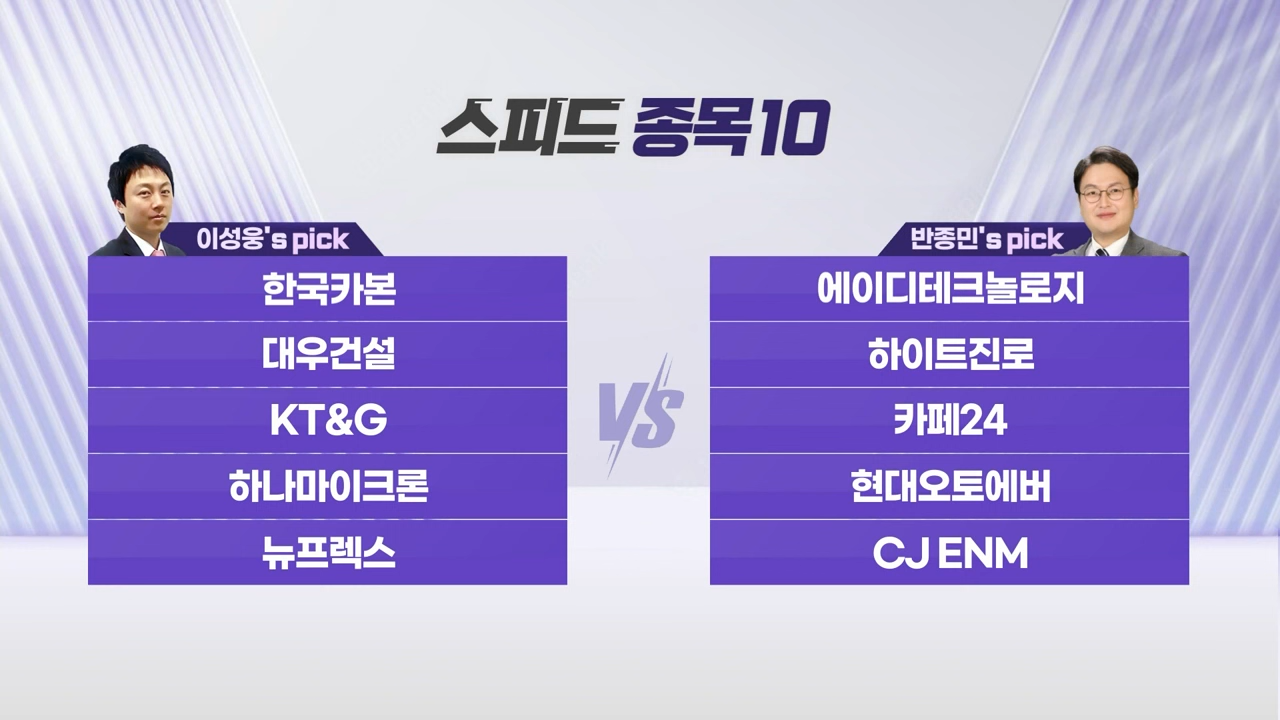 스피드 종목10
이성웅's pick
한국카본
대우건설
KT&G
하나마이크론
뉴프렉스
VS
반종민's pick
에이디테크놀로지
하이트진로
카페24
현대오토에버
CJ ENM